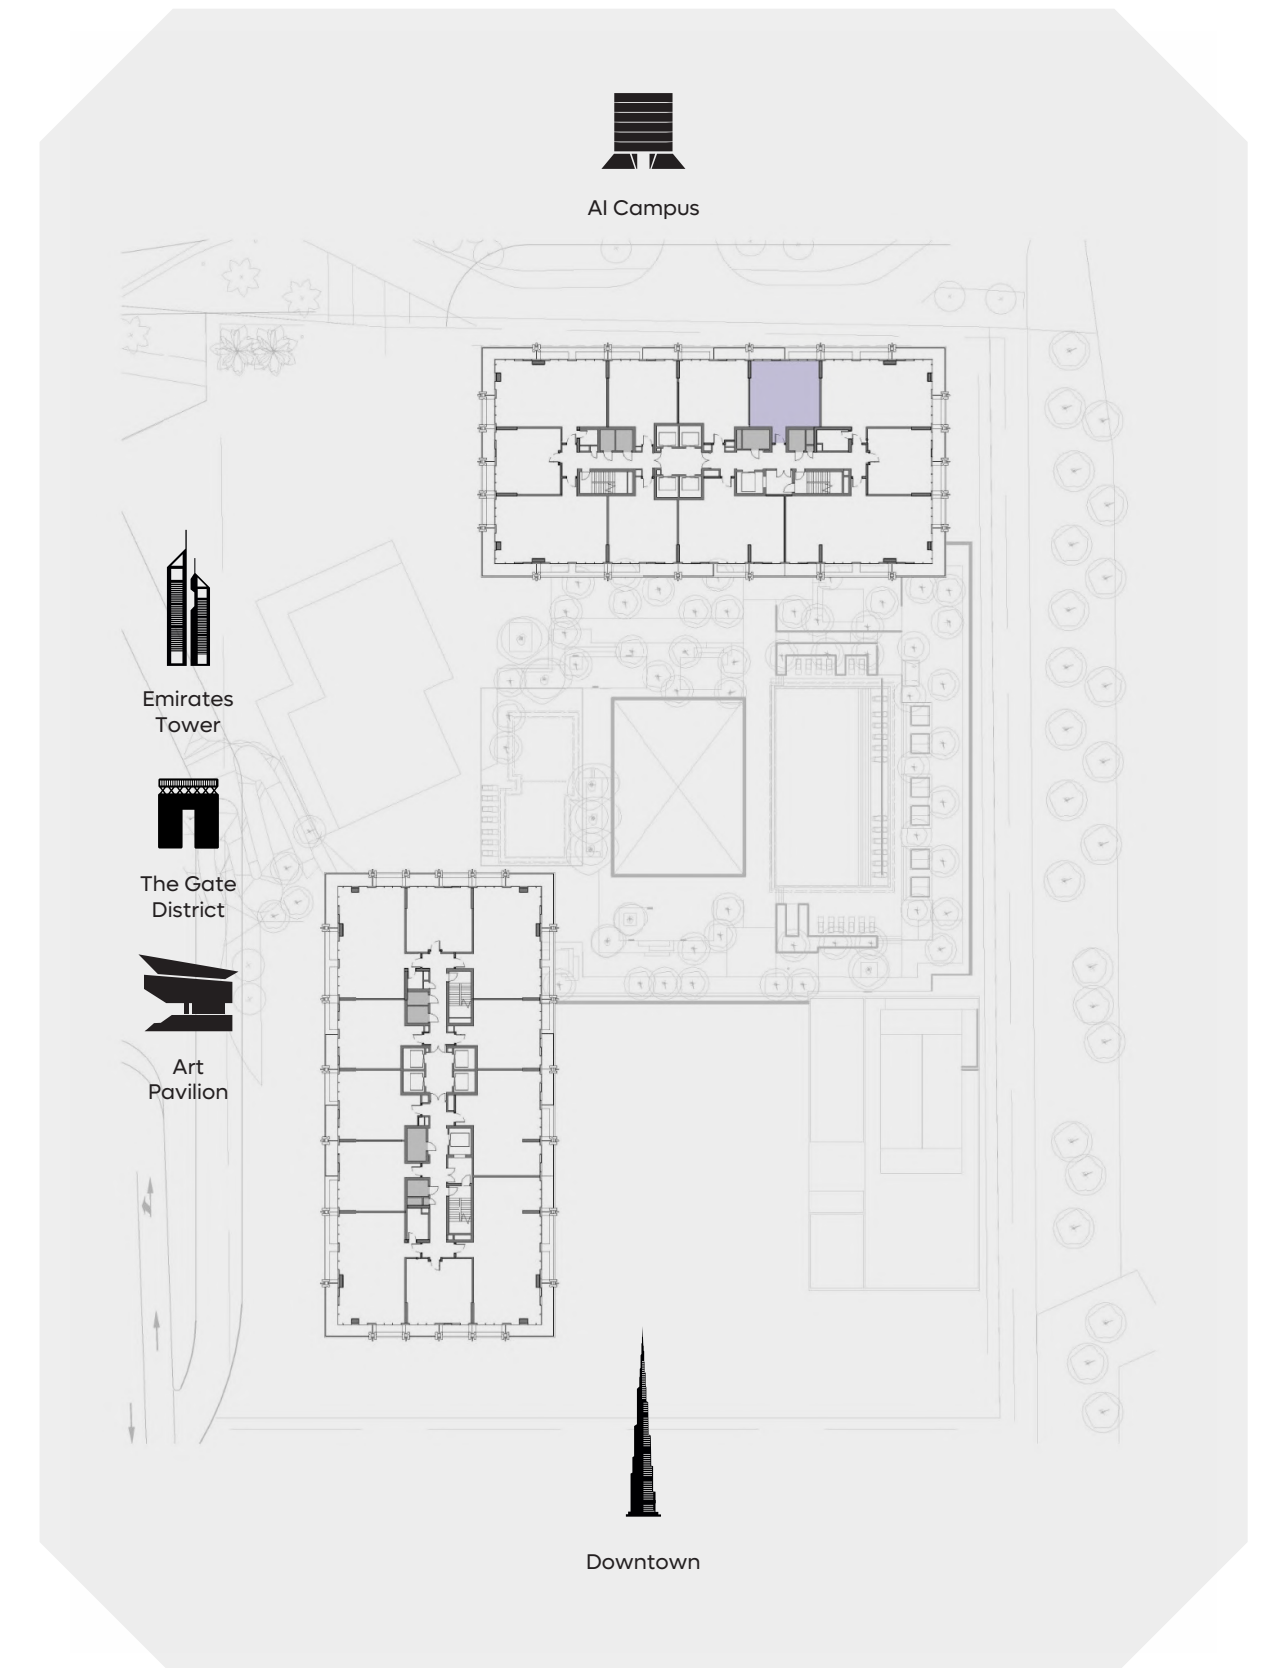 AI Campus
Emirates
Tower
The Gate
District
Art
Pavilion
Downtown